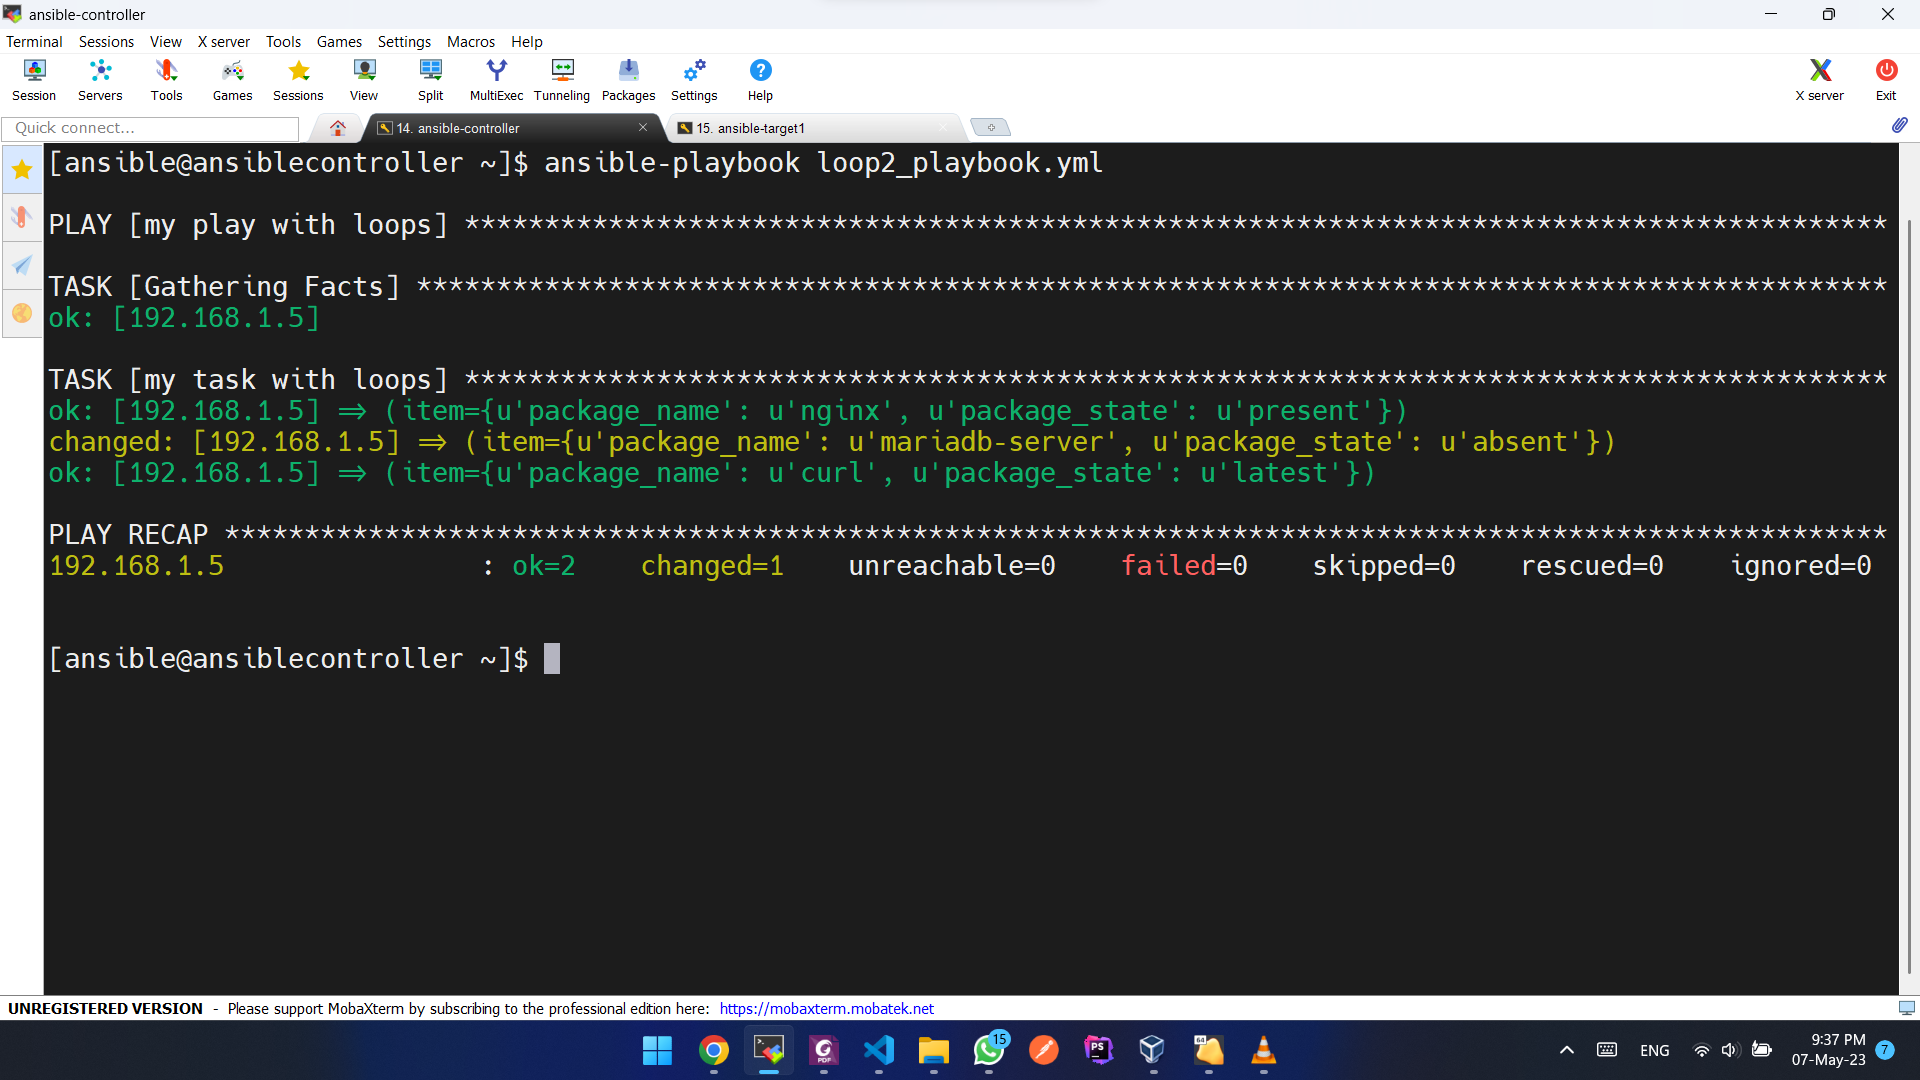 ansible-controller
Terminal Sessions View X server Tools Games Settings Macros Help
Session Servers Tools Games Sessions View Split MultiExec Tunneling Packages Settings Help X server Exit
Quick connect... 14. ansible-controller 15. ansible-target1
[ansible@ansiblecontroller ~]$ ansible-playbook loop2_playbook.yml
PLAY [my play with loops] *****************************************************************************************
TASK [Gathering Facts] ********************************************************************************************
ok: [192.168.1.5]
TASK [my task with loops] *****************************************************************************************
ok: [192.168.1.5] => (item={u'package_name': u'nginx', u'package_state': u'present'})
changed: [192.168.1.5] => (item={u'package_name': u'mariadb-server', u'package_state': u'absent'})
ok: [192.168.1.5] => (item={u'package_name': u'curl', u'package_state': u'latest'})
PLAY RECAP ********************************************************************************************************
192.168.1.5 : ok=2 changed=1 unreachable=0 failed=0 skipped=0 rescued=0 ignored=0
[ansible@ansiblecontroller ~]$
UNREGISTERED VERSION - Please support MobaXterm by subscribing to the professional edition here: https://mobaxterm.mobatek.net
PDF 15 PS 64 ENG 9:37 PM 7
07-May-23